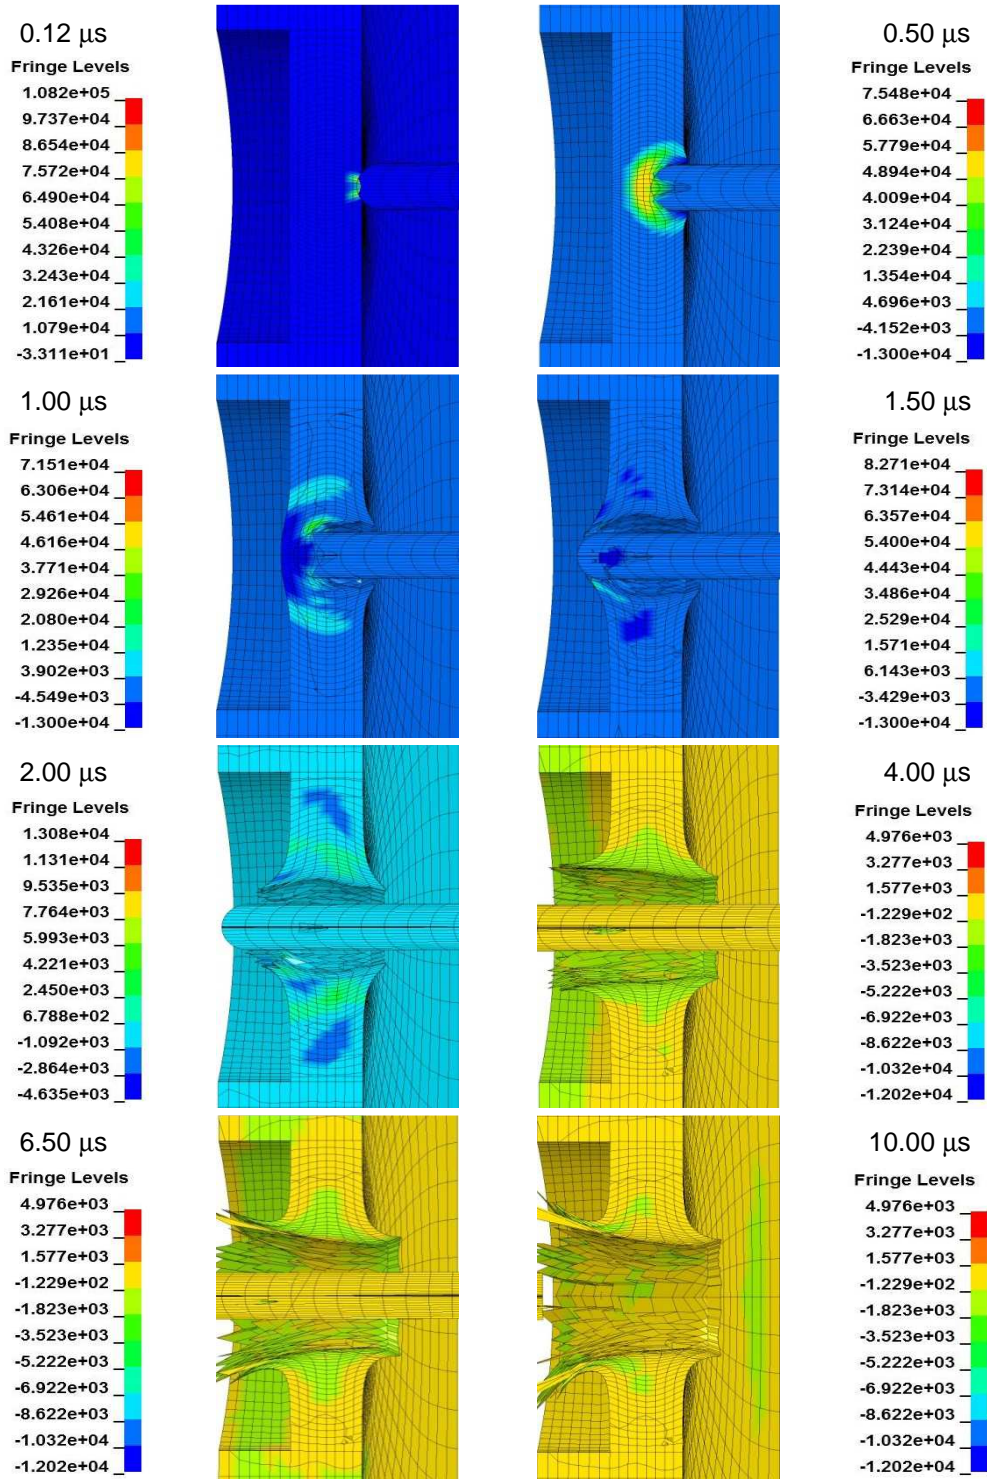 0.12 μs
Fringe Levels
1.082e+05
9.737e+04
8.654e+04
7.572e+04
6.490e+04
5.408e+04
4.326e+04
3.243e+04
2.161e+04
1.079e+04
-3.311e+01
0.50 μs
Fringe Levels
7.548e+04
6.663e+04
5.779e+04
4.894e+04
4.009e+04
3.124e+04
2.239e+04
1.354e+04
4.696e+03
-4.152e+03
-1.300e+04
1.00 μs
Fringe Levels
7.151e+04
6.306e+04
5.461e+04
4.616e+04
3.771e+04
2.926e+04
2.080e+04
1.235e+04
3.902e+03
-4.549e+03
-1.300e+04
1.50 μs
Fringe Levels
8.271e+04
7.314e+04
6.357e+04
5.400e+04
4.443e+04
3.486e+04
2.529e+04
1.571e+04
6.143e+03
-3.429e+03
-1.300e+04
2.00 μs
Fringe Levels
1.308e+04
1.131e+04
9.535e+03
7.764e+03
5.993e+03
4.221e+03
2.450e+03
6.788e+02
-1.092e+03
-2.864e+03
-4.635e+03
4.00 μs
Fringe Levels
4.976e+03
3.277e+03
1.577e+03
-1.229e+02
-1.823e+03
-3.523e+03
-5.222e+03
-6.922e+03
-8.622e+03
-1.032e+04
-1.202e+04
6.50 μs
Fringe Levels
4.976e+03
3.277e+03
1.577e+03
-1.229e+02
-1.823e+03
-3.523e+03
-5.222e+03
-6.922e+03
-8.622e+03
-1.032e+04
-1.202e+04
10.00 μs
Fringe Levels
4.976e+03
3.277e+03
1.577e+03
-1.229e+02
-1.823e+03
-3.523e+03
-5.222e+03
-6.922e+03
-8.622e+03
-1.032e+04
-1.202e+04